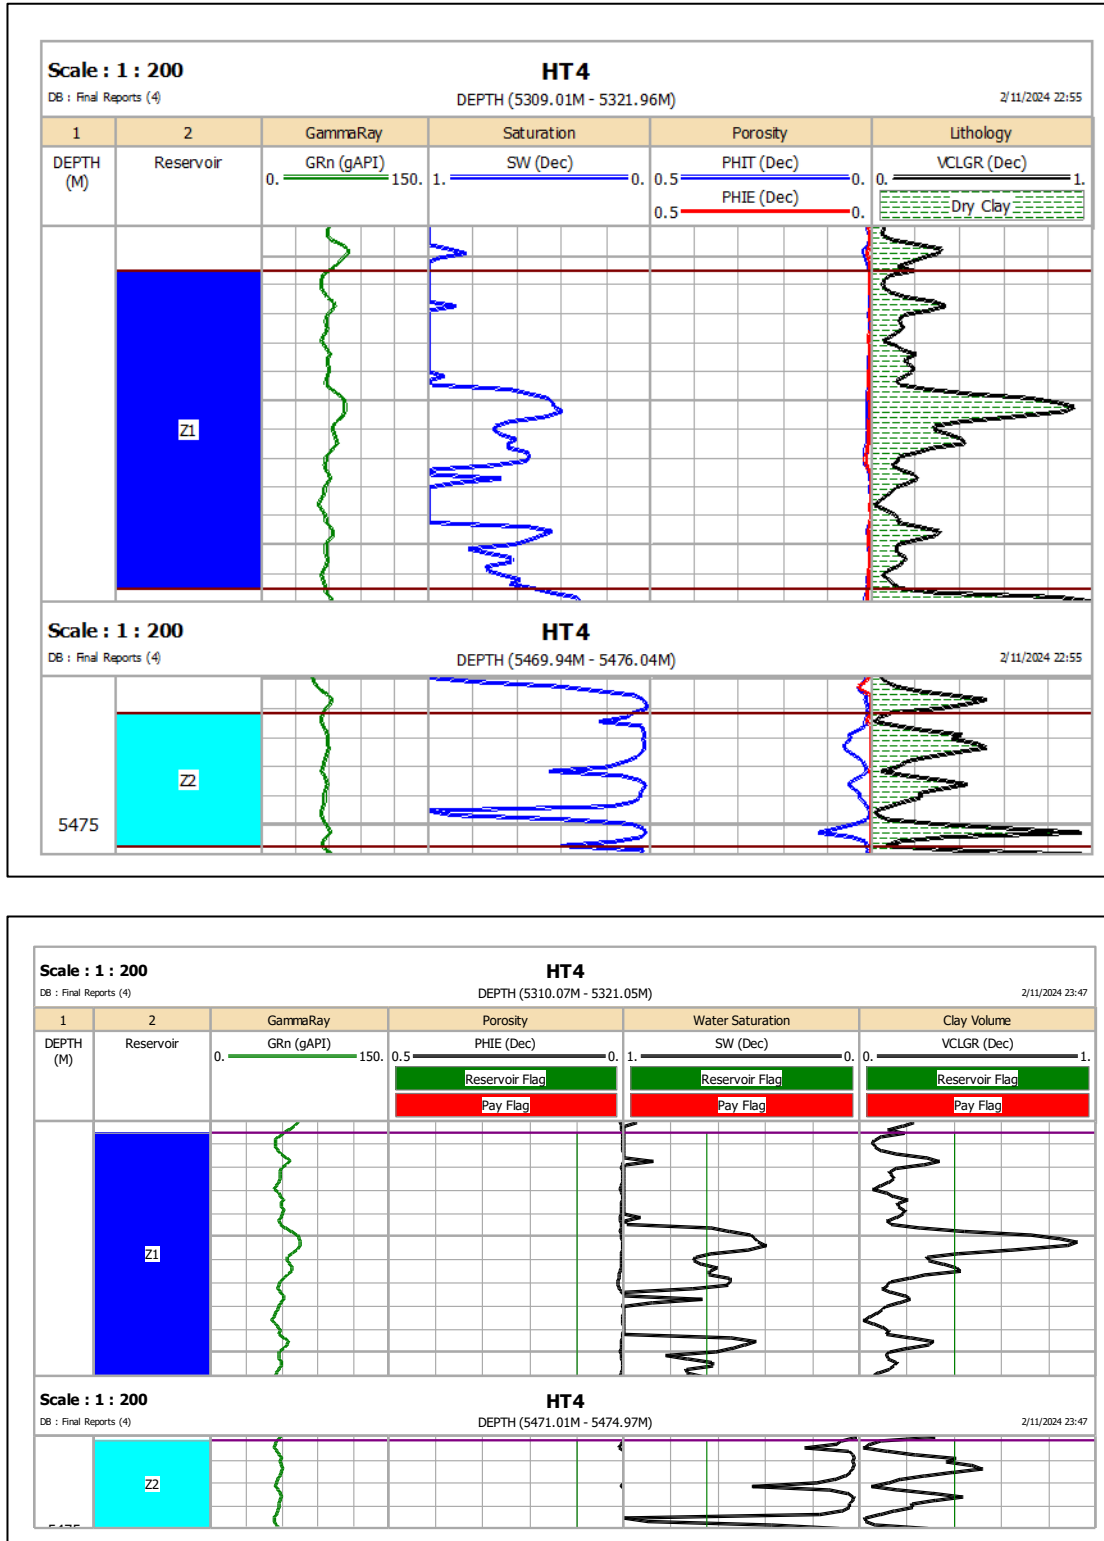 Scale : 1 : 200
HT4
DB : Final Reports (4)
DEPTH (5309.01M - 5321.96M)
2/11/2024 22:55
1 2 GammaRay Saturation Porosity Lithology
DEPTH (M) Reservoir GRn (gAPI) SW (Dec) PHIT (Dec) VCLGR (Dec)
0. 150. 1. 0. 0.5 0. 0. 1.
PHIE (Dec) Dry Clay
0.5 0.
Z1
Scale : 1 : 200
HT4
DB : Final Reports (4)
DEPTH (5469.94M - 5476.04M)
2/11/2024 22:55
Z2
5475
Scale : 1 : 200
HT4
DB : Final Reports (4)
DEPTH (5310.07M - 5321.05M)
2/11/2024 23:47
1 2 GammaRay Porosity Water Saturation Clay Volume
DEPTH (M) Reservoir GRn (gAPI) PHIE (Dec) SW (Dec) VCLGR (Dec)
0. 150. 0.5 0. 1. 0. 0. 1.
Reservoir Flag Reservoir Flag Reservoir Flag
Pay Flag Pay Flag Pay Flag
Z1
Scale : 1 : 200
HT4
DB : Final Reports (4)
DEPTH (5471.01M - 5474.97M)
2/11/2024 23:47
Z2